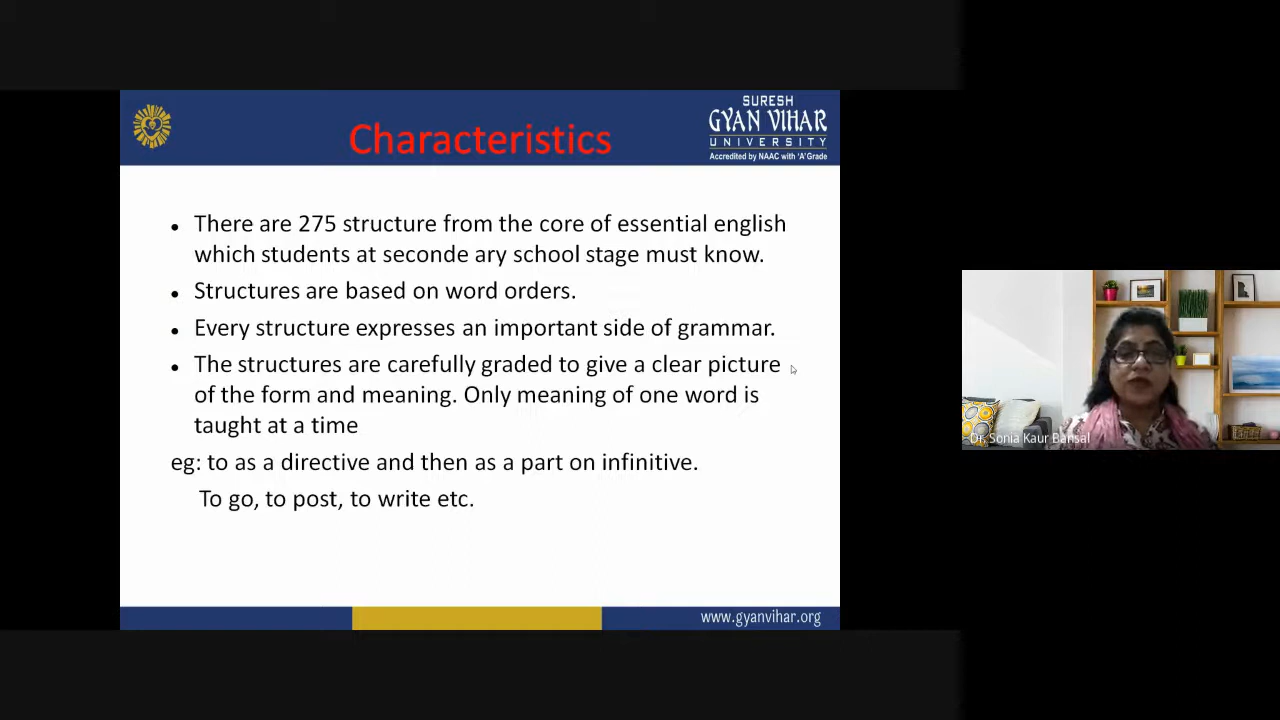 SURESH
GYAN VIHAR
UNIVERSITY
Accredited by NAAC with 'A' Grade
Characteristics
• There are 275 structure from the core of essential english
which students at seconde ary school stage must know.
• Structures are based on word orders.
• Every structure expresses an important side of grammar.
• The structures are carefully graded to give a clear picture
of the form and meaning. Only meaning of one word is
taught at a time
eg: to as a directive and then as a part on infinitive.
To go, to post, to write etc.
www.gyanvihar.org
Dr. Sonia Kaur Bansal